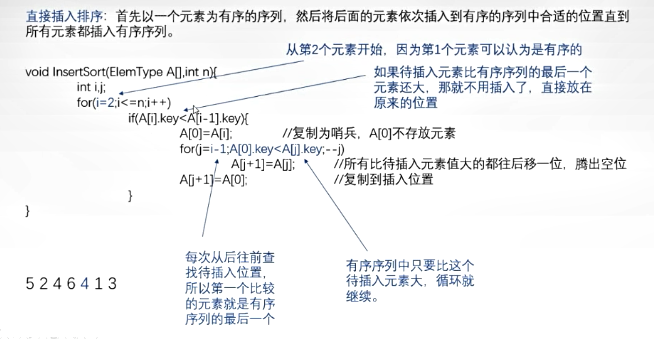 直接插入排序：首先以一个元素为有序的序列，然后将后面的元素依次插入到有序的序列中合适的位置直到
所有元素都插入有序序列。
从第2个元素开始，因为第1个元素可以认为是有序的
void InsertSort(ElemType A[],int n){
int i,j;
for(i=2;i<=n;i++)
if(A[i].key<A[i-1].key){
A[0]=A[i]; //复制为哨兵，A[0]不存放元素
for(j=i-1;A[0].key<A[j].key;--j)
A[j+1]=A[j]; //所有比待插入元素值大的都往后移一位，腾出空位
A[j+1]=A[0]; //复制到插入位置
}
}
如果待插入元素比有序序列的最后一个
元素还大，那就不用插入了，直接放在
原来的位置
每次从后往前查
找待插入位置，
所以第一个比较
的元素就是有序
序列的最后一个
有序序列中只要比这个
待插入元素大，循环就
继续。
5 2 4 6 4 1 3